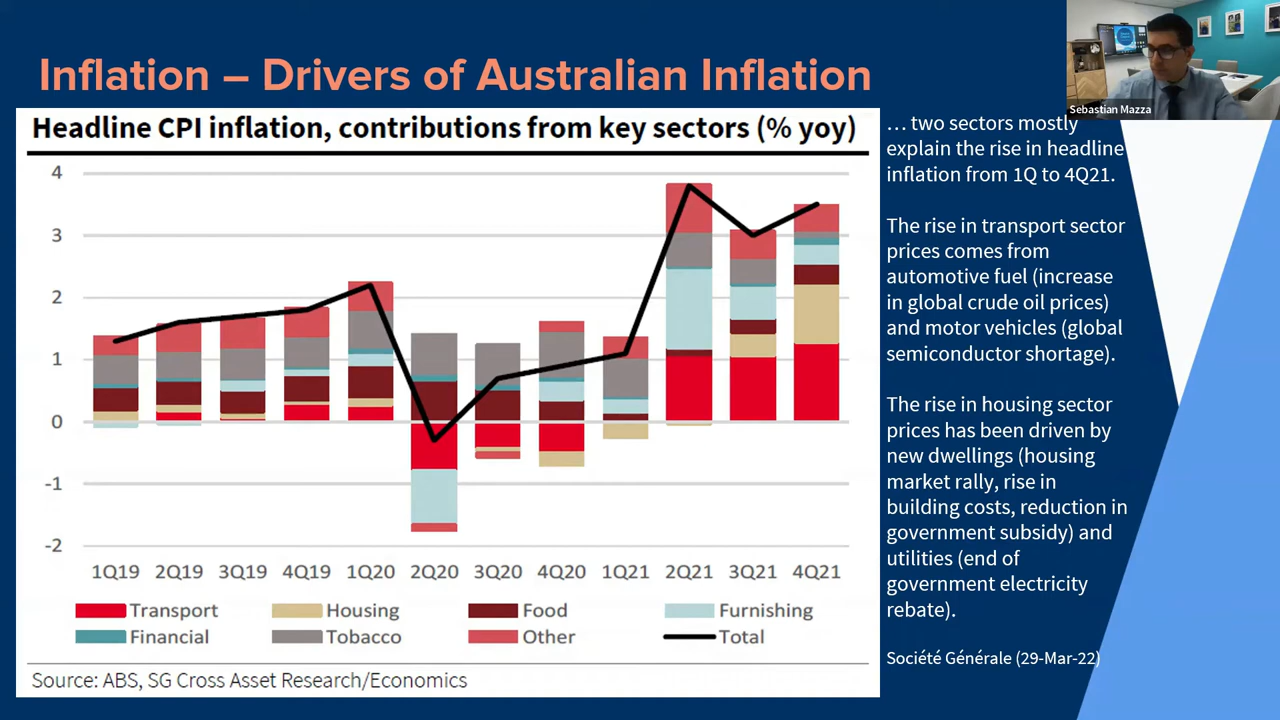 Inflation – Drivers of Australian Inflation
Sebastian Mazza
Headline CPI inflation, contributions from key sectors (% yoy)
4
3
2
1
0
-1
-2
1Q19 2Q19 3Q19 4Q19 1Q20 2Q20 3Q20 4Q20 1Q21 2Q21 3Q21 4Q21
Transport Housing Food Furnishing
Financial Tobacco Other Total
Source: ABS, SG Cross Asset Research/Economics
… two sectors mostly
explain the rise in headline
inflation from 1Q to 4Q21.
The rise in transport sector
prices comes from
automotive fuel (increase
in global crude oil prices)
and motor vehicles (global
semiconductor shortage).
The rise in housing sector
prices has been driven by
new dwellings (housing
market rally, rise in
building costs, reduction in
government subsidy) and
utilities (end of
government electricity
rebate).
Société Générale (29-Mar-22)